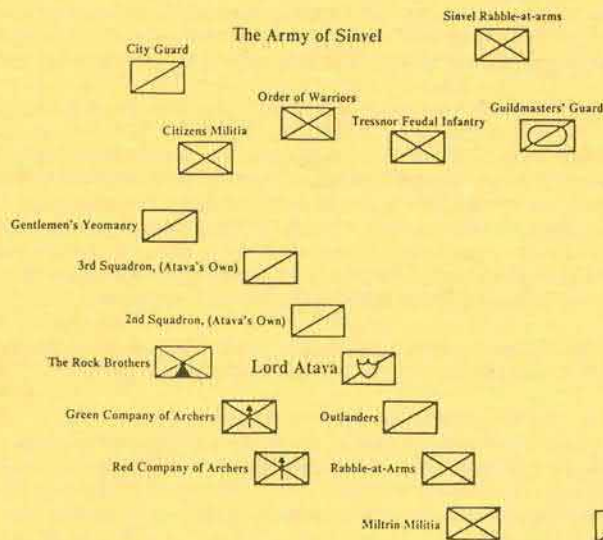 Sinvel Rabble-at-arms
The Army of Sinvel
City Guard
Order of Warriors
Guildmasters' Guard
Tressnor Feudal Infantry
Citizens Militia
Gentlemen's Yeomanry
3rd Squadron, (Atava's Own)
2nd Squadron, (Atava's Own)
The Rock Brothers
Lord Atava
Green Company of Archers
Outlanders
Red Company of Archers
Rabble-at-Arms
Miltrin Militia